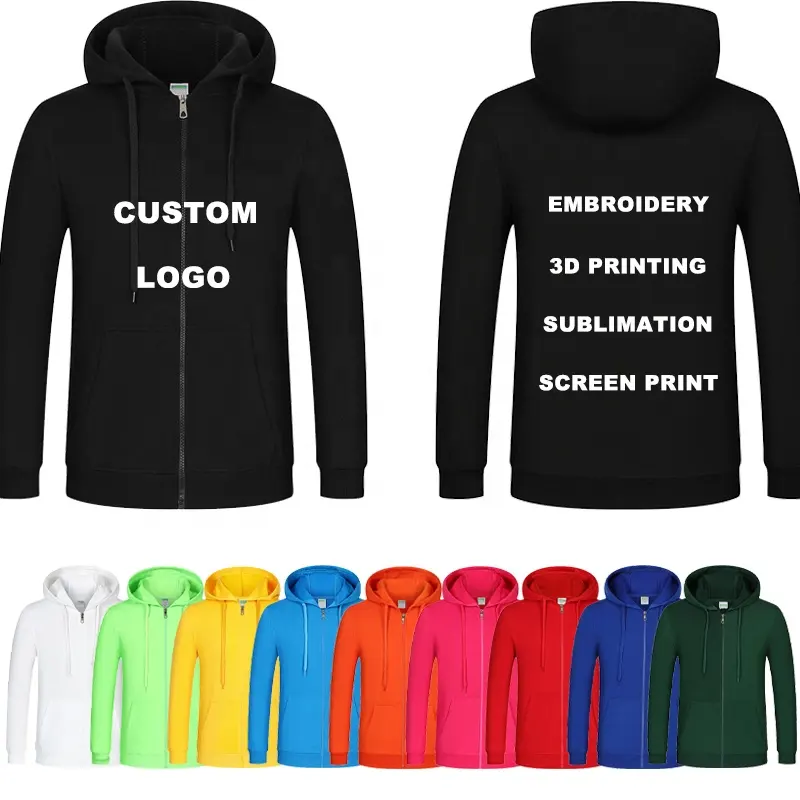 CUSTOM
LOGO
EMBROIDERY
3D PRINTING
SUBLIMATION
SCREEN PRINT